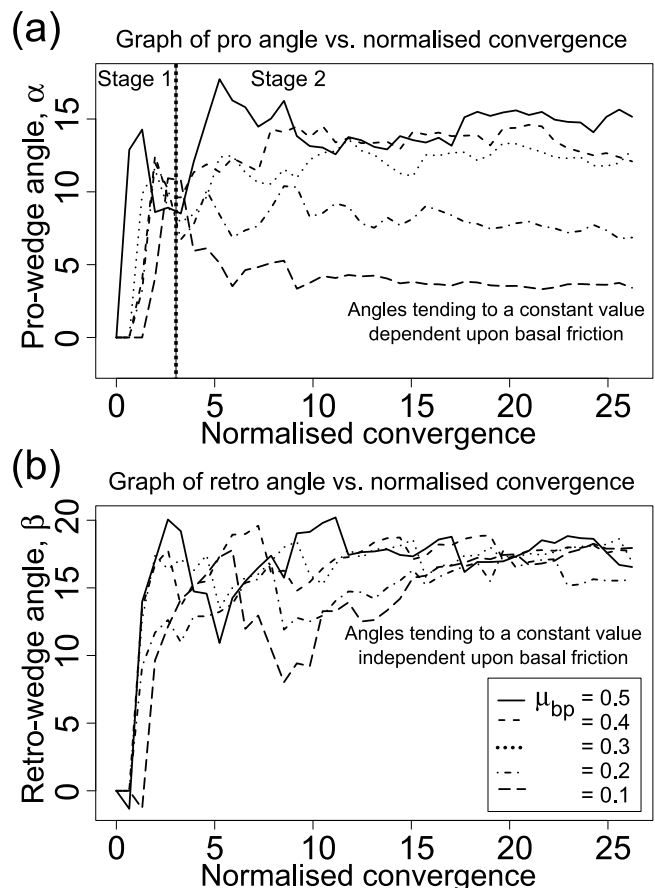 (a)
Graph of pro angle vs. normalised convergence
Stage 1
Stage 2
Pro-wedge angle, α
0
5
10
15
Angles tending to a constant value
dependent upon basal friction
0 5 10 15 20 25
Normalised convergence
(b)
Graph of retro angle vs. normalised convergence
Retro-wedge angle, β
0
5
10
15
20
Angles tending to a constant value
independent upon basal friction
μbp = 0.5
= 0.4
= 0.3
= 0.2
= 0.1
0 5 10 15 20 25
Normalised convergence